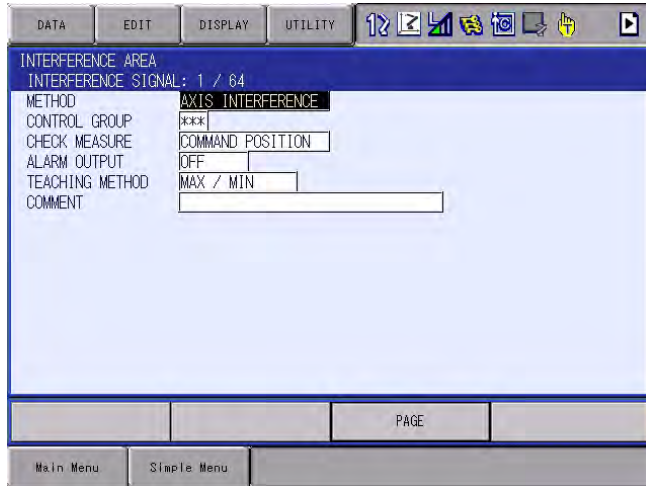 DATA EDIT DISPLAY UTILITY
INTERFERENCE AREA
INTERFERENCE SIGNAL: 1 / 64
METHOD AXIS INTERFERENCE
CONTROL GROUP ***
CHECK MEASURE COMMAND POSITION
ALARM OUTPUT OFF
TEACHING METHOD MAX / MIN
COMMENT
PAGE
Main Menu Simple Menu